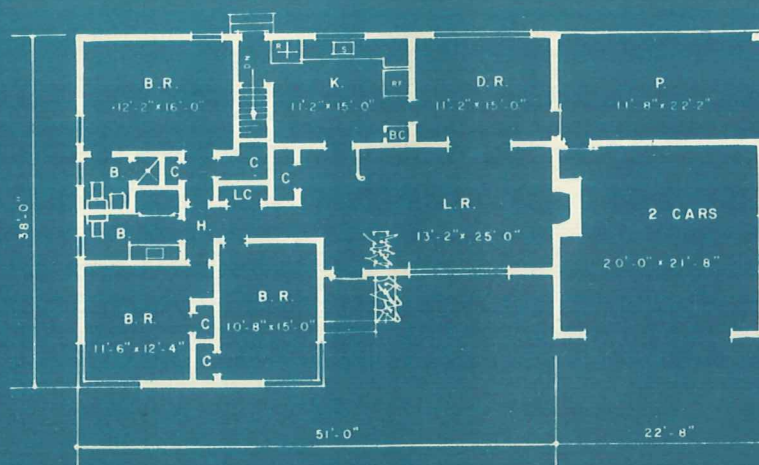 B.R.
12'-2" x 16'-0"
DN
R
S
K.
11'-2" x 15'-0"
RF
BC
D.R.
11'-2" x 15'-0"
P.
11'-8" x 22'-2"
B.
C
C
LC
C
L.R.
13'-2" x 25'-0"
2 CARS
20'-0" x 21'-8"
38'-0"
B.
H.
B.R.
11'-6" x 12'-4"
C
C
B.R.
10'-8" x 15'-0"
51'-0"
22'-8"